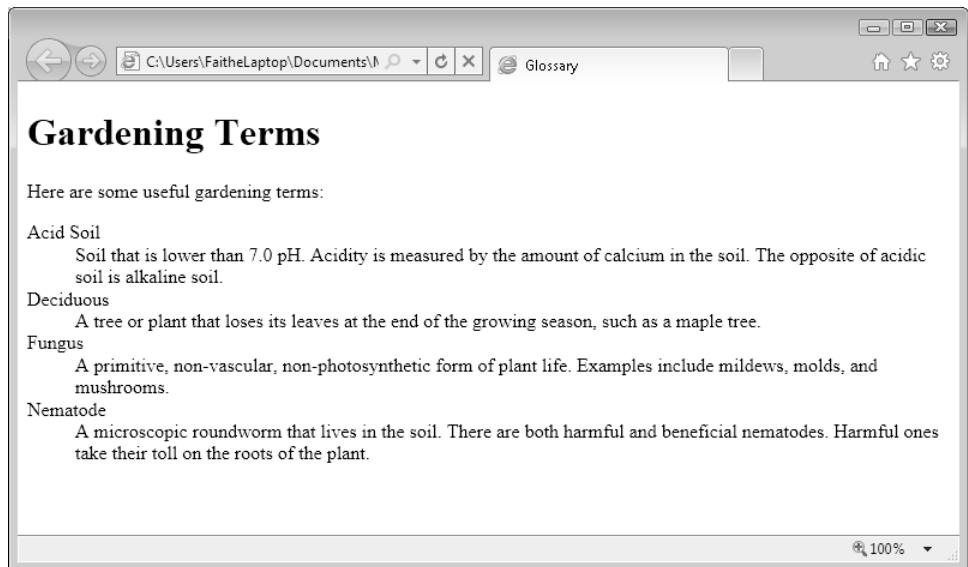 C:\Users\FaitheLaptop\Documents\M
Glossary
Gardening Terms
Here are some useful gardening terms:
Acid Soil
Soil that is lower than 7.0 pH. Acidity is measured by the amount of calcium in the soil. The opposite of acidic
soil is alkaline soil.
Deciduous
A tree or plant that loses its leaves at the end of the growing season, such as a maple tree.
Fungus
A primitive, non-vascular, non-photosynthetic form of plant life. Examples include mildews, molds, and
mushrooms.
Nematode
A microscopic roundworm that lives in the soil. There are both harmful and beneficial nematodes. Harmful ones
take their toll on the roots of the plant.
100%